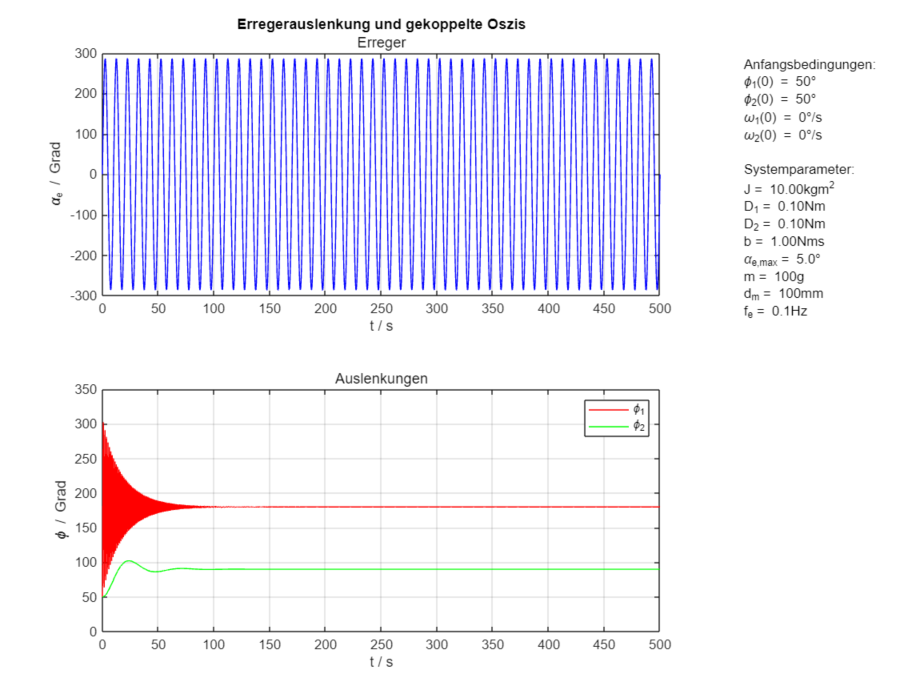 Erregerauslenkung und gekoppelte Oszis
Erreger
300
200
100
0
-100
-200
-300
αe / Grad
0 50 100 150 200 250 300 350 400 450 500
t / s
Anfangsbedingungen:
ϕ1(0) = 50°
ϕ2(0) = 50°
ω1(0) = 0°/s
ω2(0) = 0°/s
Systemparameter:
J = 10.00kgm²
D1 = 0.10Nm
D2 = 0.10Nm
b = 1.00Nms
αe,max = 5.0°
m = 100g
dm = 100mm
fe = 0.1Hz
Auslenkungen
350
300
250
200
150
100
50
0
ϕ / Grad
ϕ1
ϕ2
0 50 100 150 200 250 300 350 400 450 500
t / s